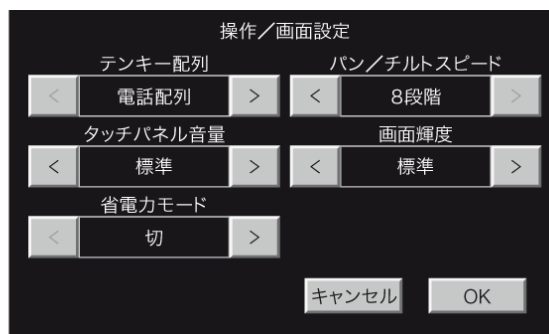 操作／画面設定
テンキー配列 パン／チルトスピード
< 電話配列 > < 8段階 >
タッチパネル音量 画面輝度
< 標準 > < 標準 >
省電力モード
< 切 >
キャンセル OK